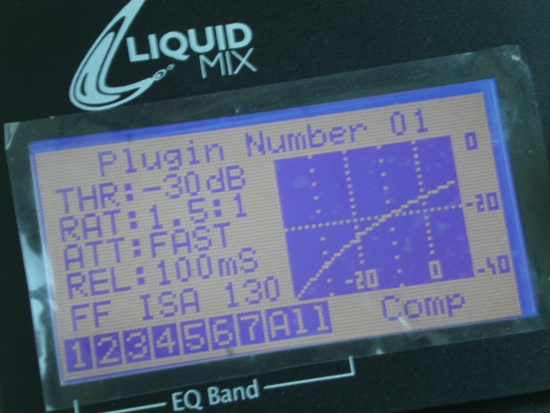 LIQUID
MIX
Plugin Number 01
THR:-30dB
RAT:1.5:1
ATT:FAST
REL:100mS
FF ISA 130
0
-20
-40
-20 0
1 2 3 4 5 6 7 All
Comp
EQ Band